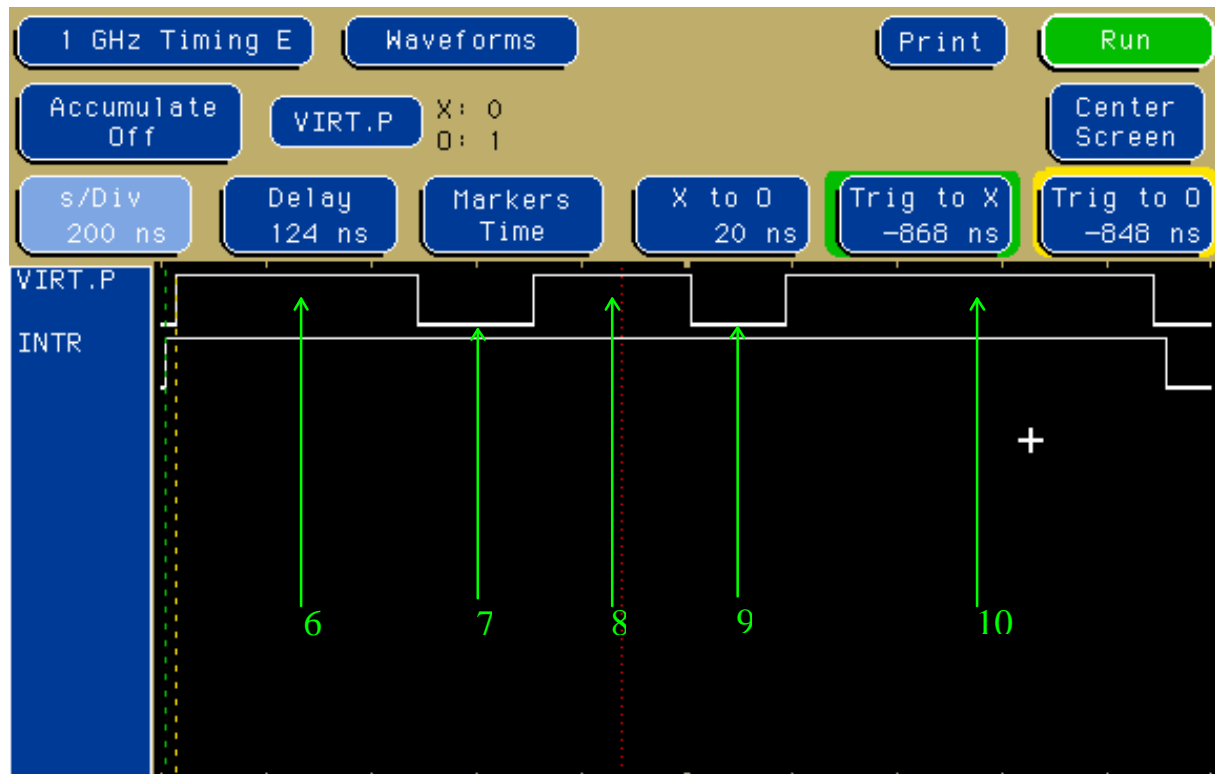 1 GHz Timing E Waveforms Print Run
Accumulate
Off
VIRT.P
X: 0
O: 1
Center
Screen
s/Div
200 ns
Delay
124 ns
Markers
Time
X to O
20 ns
Trig to X
-868 ns
Trig to O
-848 ns
VIRT.P
INTR
6 7 8 9 10